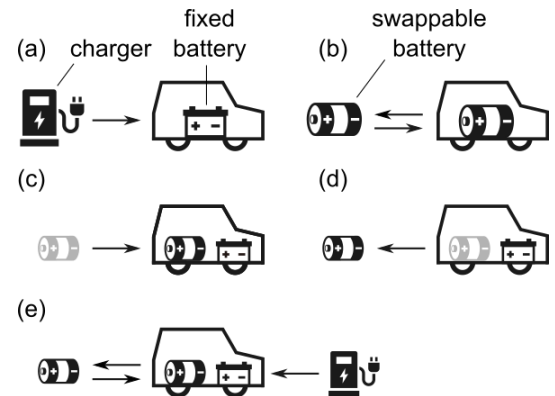 fixed
swappable
(a)
charger
battery
(b)
battery
(c)
(d)
(e)